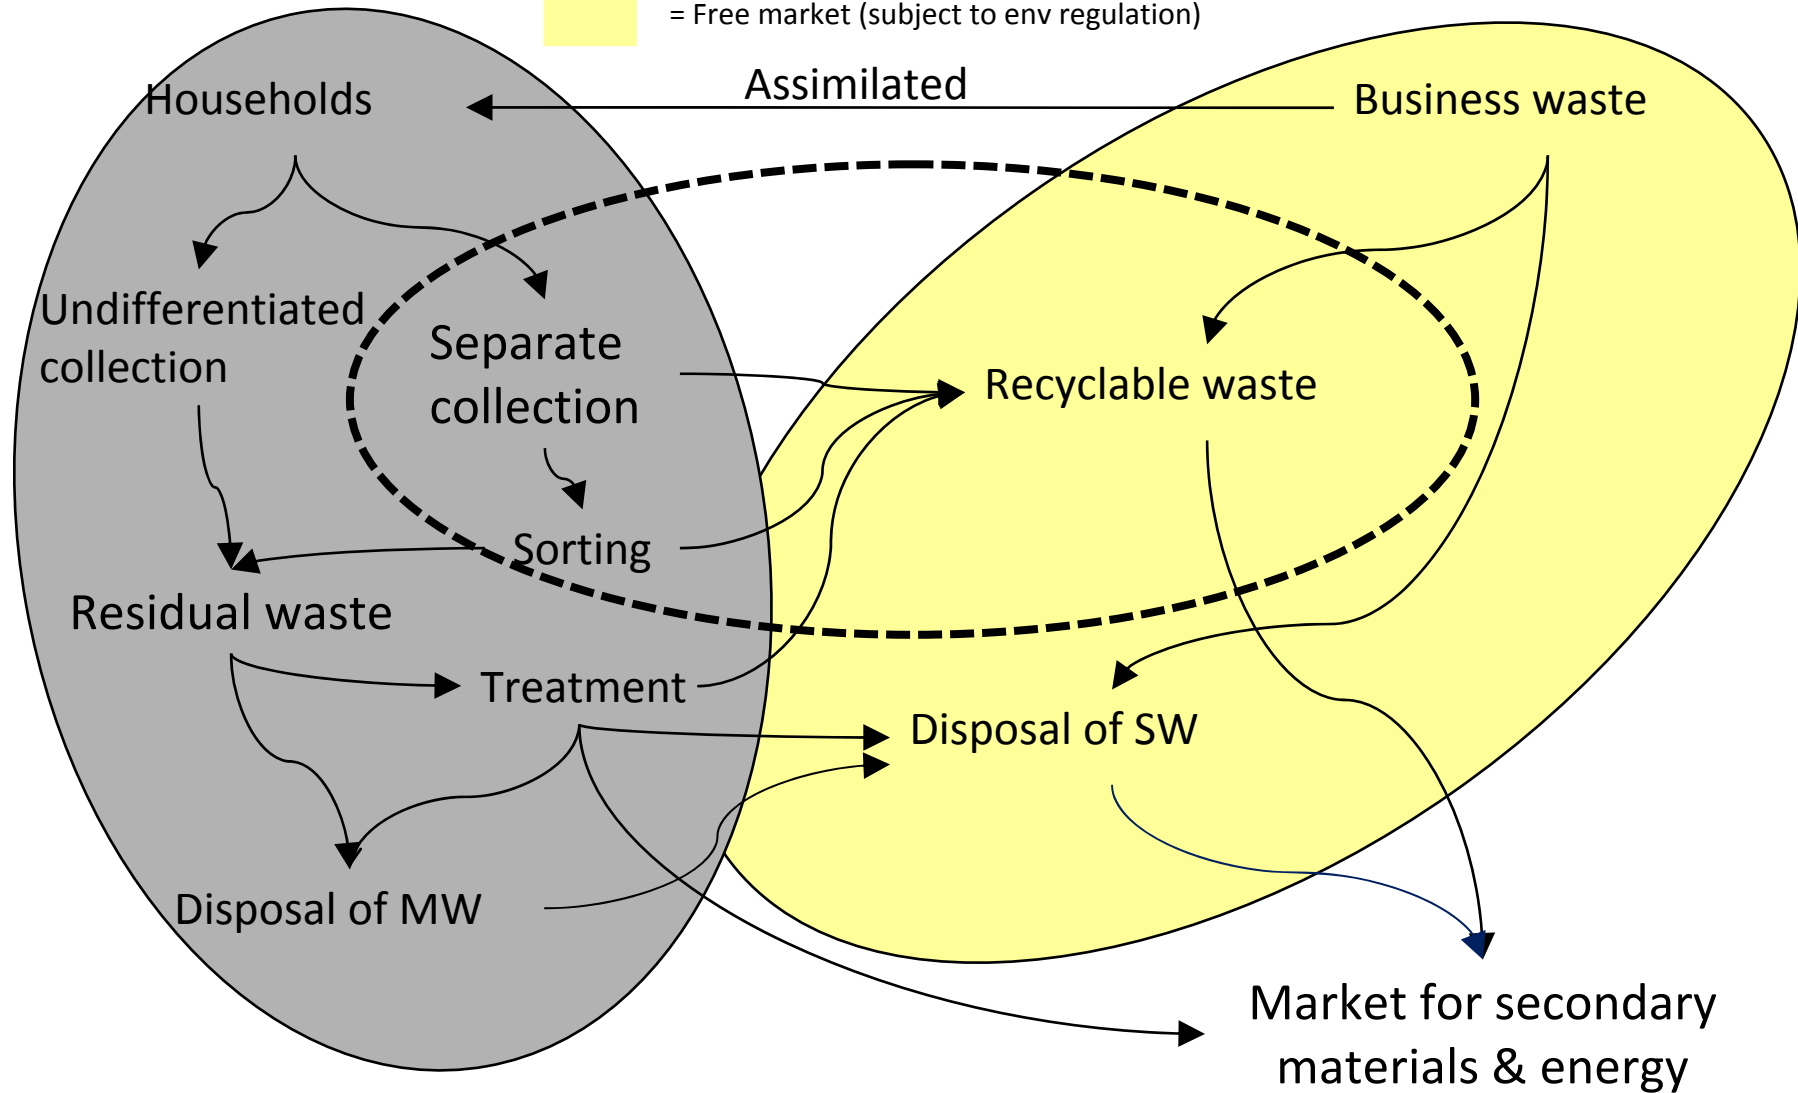 = Free market (subject to env regulation)
Assimilated
Households
Business waste
Undifferentiated
collection
Separate
collection
Recyclable waste
Sorting
Residual waste
Treatment
Disposal of SW
Disposal of MW
Market for secondary
materials & energy